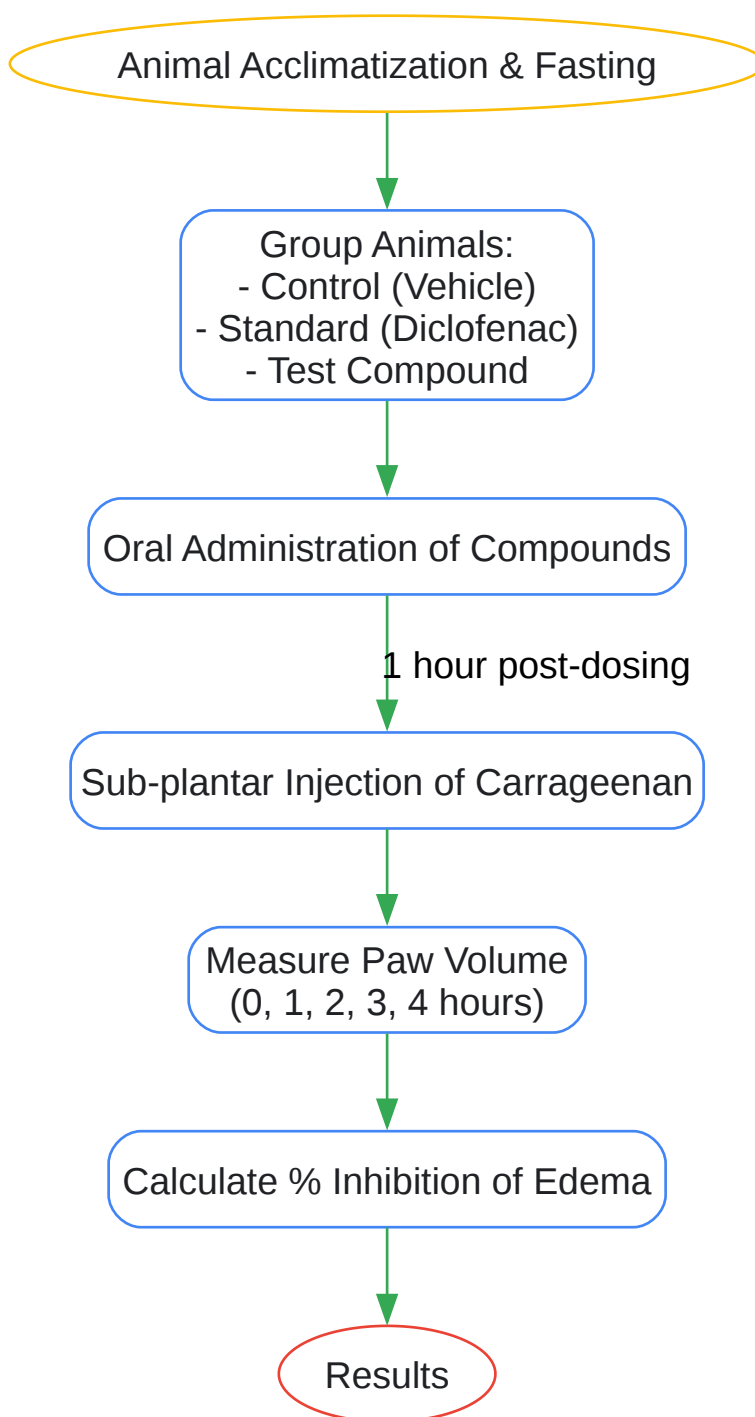 Animal Acclimatization & Fasting
Group Animals:
- Control (Vehicle)
- Standard (Diclofenac)
- Test Compound
Oral Administration of Compounds
1 hour post-dosing
Sub-plantar Injection of Carrageenan
Measure Paw Volume
(0, 1, 2, 3, 4 hours)
Calculate % Inhibition of Edema
Results